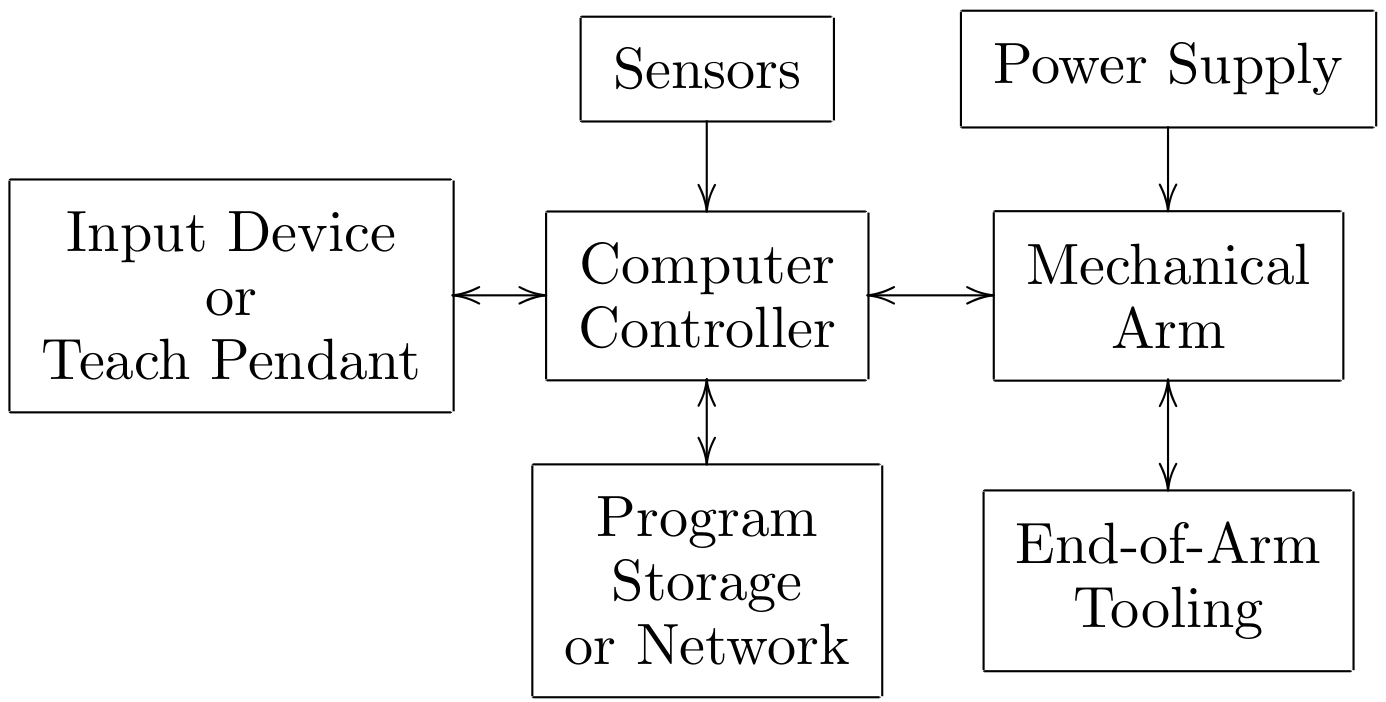 Sensors
Power Supply
Input Device
or
Teach Pendant
Computer
Controller
Mechanical
Arm
Program
Storage
or Network
End-of-Arm
Tooling